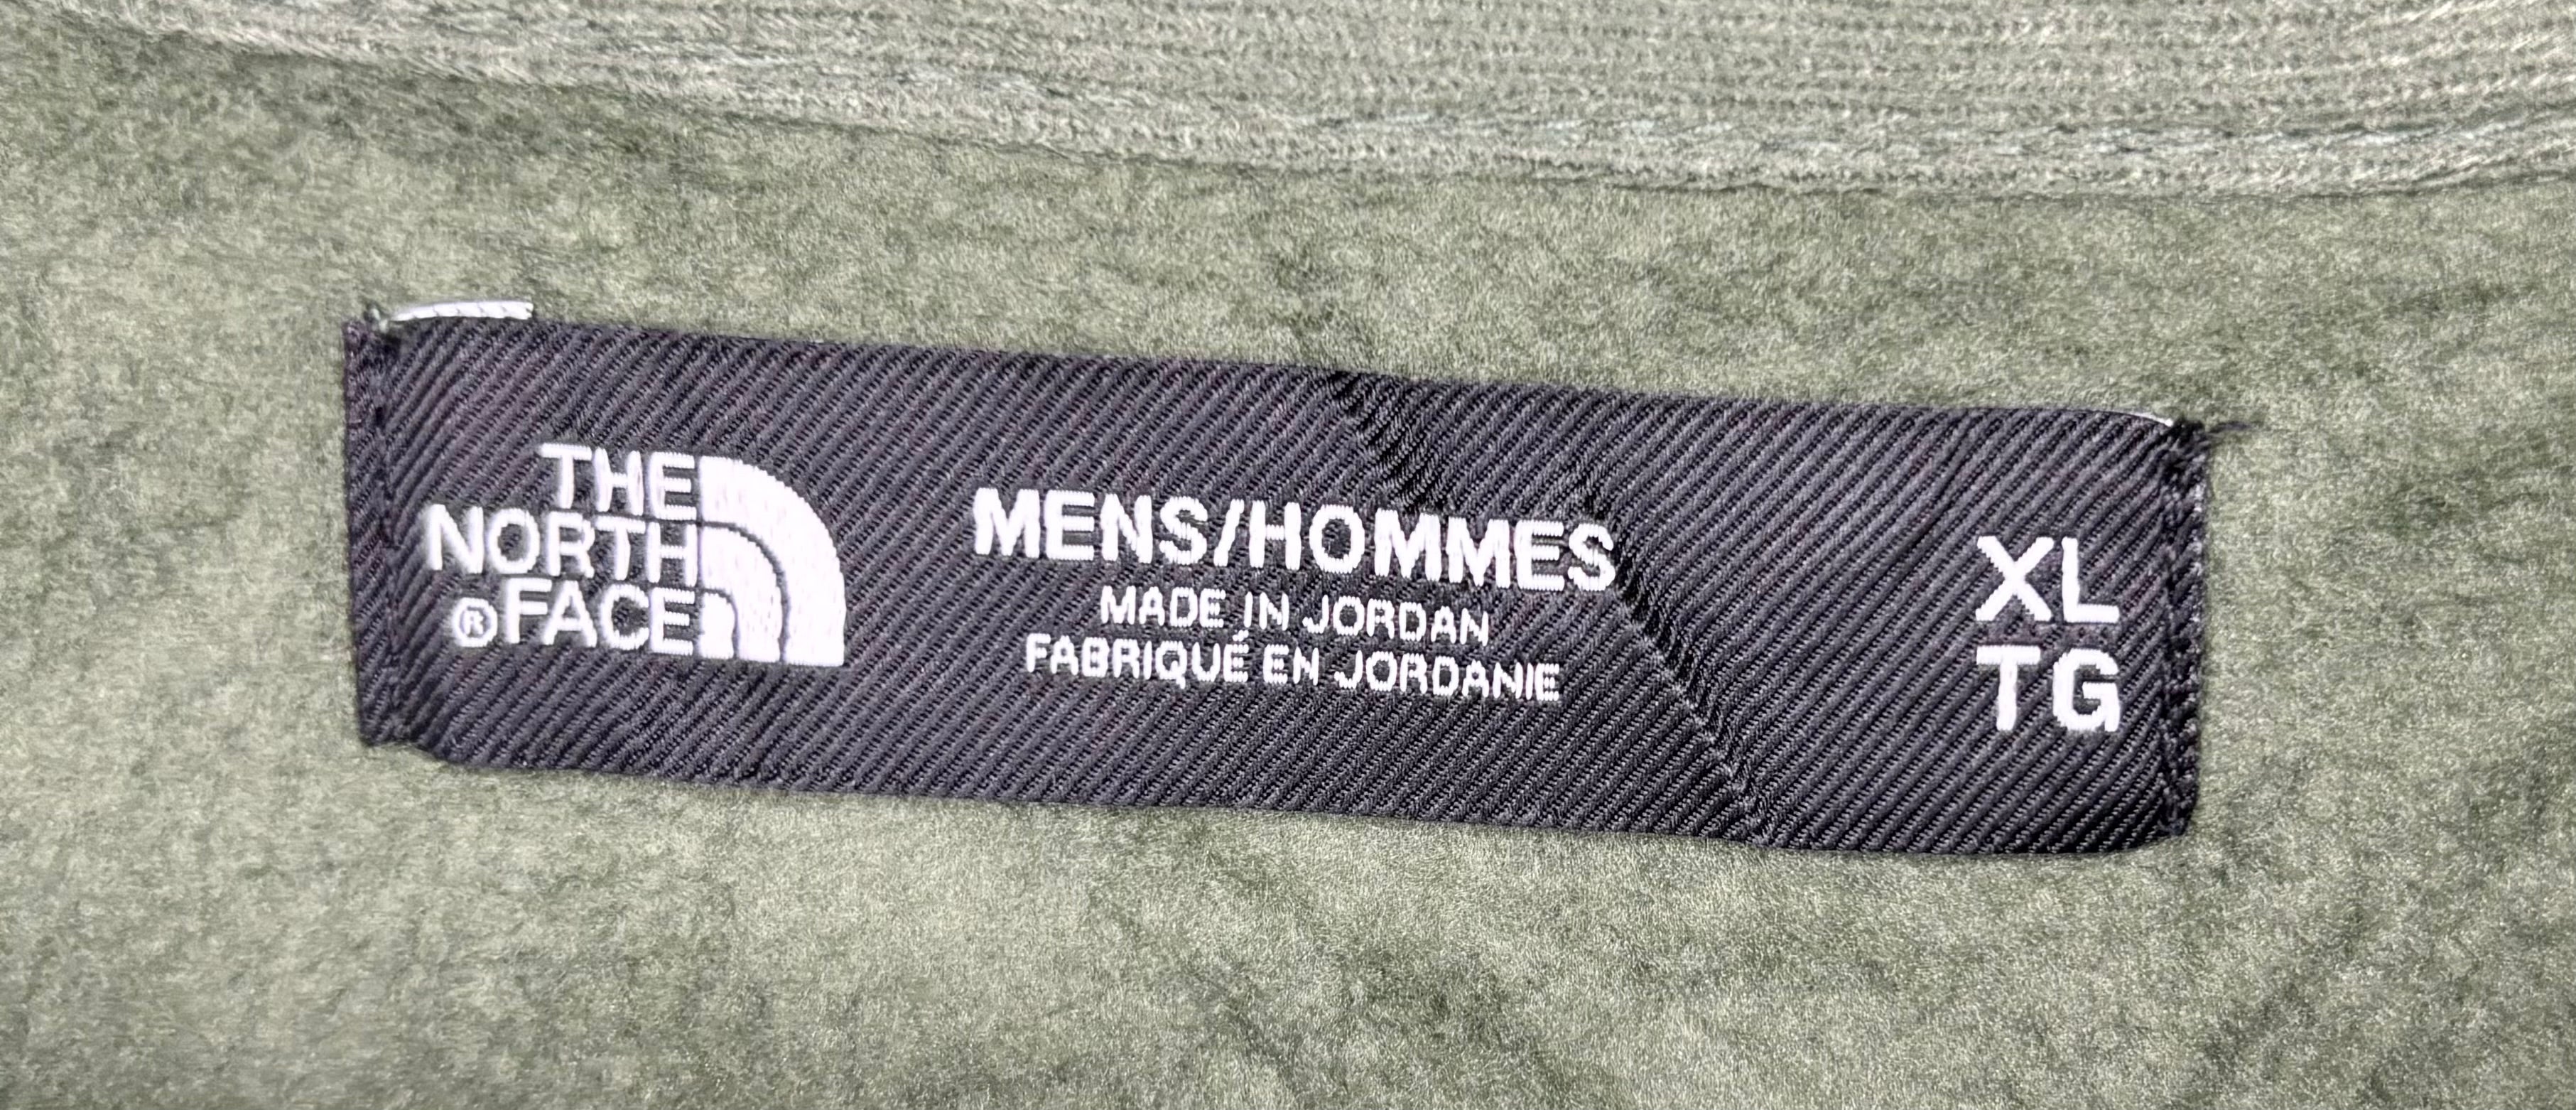 THE
NORTH
®FACE
MENS/HOMMES
MADE IN JORDAN
FABRIQUÉ EN JORDANIE
XL
TG